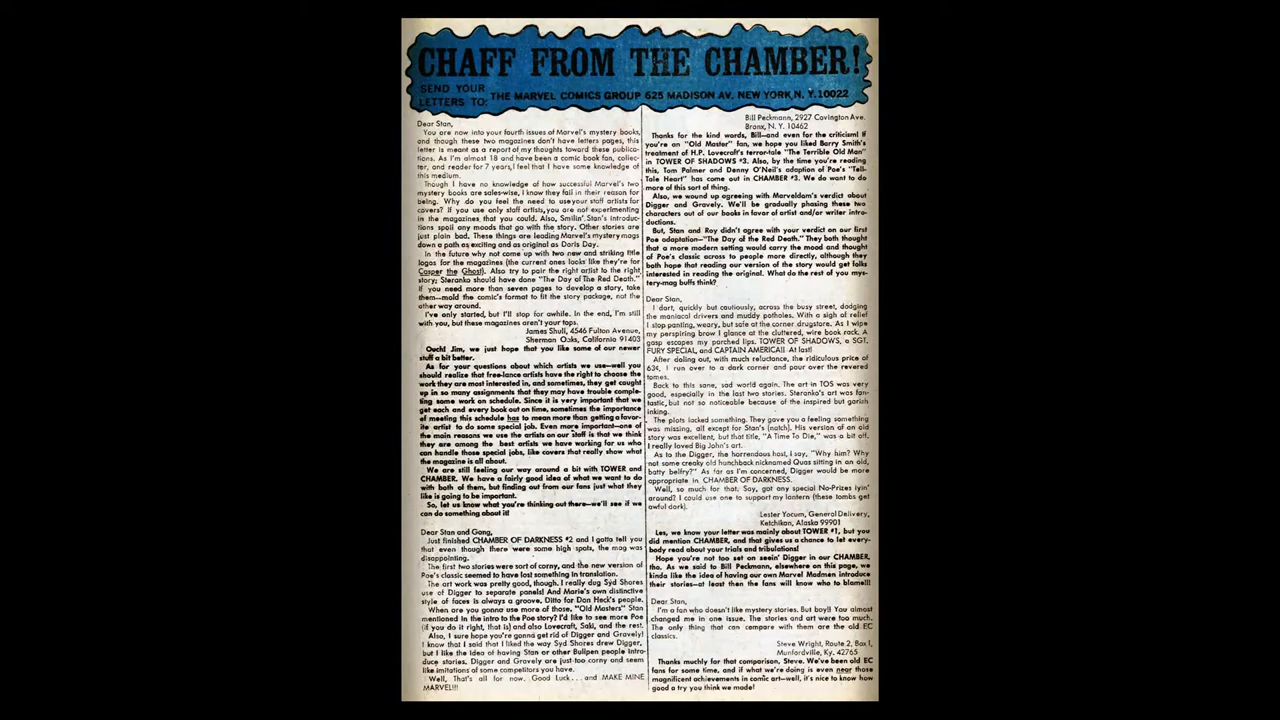 CHAFF FROM THE CHAMBER!
SEND YOUR
LETTERS TO: THE MARVEL COMICS GROUP 625 MADISON AV. NEW YORK, N. Y. 10022
Dear Stan,
You are now into your fourth issues of Marvel's mystery books,
and though these two magazines don't have letters pages, this
letter is meant as a report of my thoughts toward these publica-
tions. As I'm almost 18 and have been a comic book fan, collec-
ter, and reader for 7 years, I feel that I have some knowledge of
this medium.
Though I have no knowledge of how successful Marvel's two
mystery books are sales-wise, I know they fail in their reason for
being. Why do you feel the need to use your staff artists for
covers? If you use only staff artists, you are not experimenting
in the magazines that you could. Also, Smilin' Stan's introduc-
tions spoil any moods that go with the story. Other stories are
just plain bad. These things are leading Marvel's mystery mags
down a path as exciting and as original as Doris Day.
In the future why not come up with two new and striking title
logos for the magazines (the current ones looks like they're for
Casper the Ghost). Also try to pair the right artist to the right
story; Steranko should have done "The Day of The Red Death."
If you need more than seven pages to develop a story, take
them--mold the comic's format to fit the story package, not the
other way around.
I've only started, but I'll stop for awhile. In the end, I'm still
with you, but these magazines aren't your tops.
James Shull, 4546 Fulton Avenue,
Sherman Oaks, California 91403
Ouch! Jim, we just hope that you like some of our newer
stuff a bit better.
As for your questions about which artists we use—well you
should realize that free-lance artists have the right to choose the
work they are most interested in, and sometimes, they get caught
up in so many assignments that they may have trouble comple-
ting some work on schedule. Since it is very important that we
get each and every book out on time, sometimes the importance
of meeting this schedule has to mean more than getting a favor-
ite artist to do some special job. Even more important—one of
the main reasons we use the artists on our staff is that we think
they are among the best artists we have working for us who
can handle those special jobs, like covers that really show what
the magazine is all about.
We are still feeling our way around a bit with TOWER and
CHAMBER. We have a fairly good idea of what we want to do
with both of them, but finding out from our fans just what they
like is going to be important.
So, let us know what you're thinking out there—we'll see if we
can do something about it!
Dear Stan and Gang,
Just finished CHAMBER OF DARKNESS #2 and I gotta tell you
that even though there were some high spots, the mag was
disappointing.
The first two stories were sort of corny, and the new version of
Poe's classic seemed to have lost something in translation.
The art work was pretty good, though. I really dug Syd Shores
use of Digger to separate panels! And Marie's own distinctive
style of faces is always a groove. Ditto for Don Heck's people.
When are you gonna use more of those. "Old Masters" Stan
mentioned in the intro to the Poe story? I'd like to see more Poe
(if you do it right, that is) and also Lovecraft, Saki, and the rest.
Also, I sure hope you're gonna get rid of Digger and Gravely!
I know that I said that I liked the way Syd Shores drew Digger,
but I like the idea of having Stan or other Bullpen people intro-
duce stories. Digger and Gravely are just too corny and seem
like imitations of some competitors you have.
Well, That's all for now. Good Luck...and MAKE MINE
MARVEL!!!
Bill Peckmann, 2927 Covington Ave.
Bronx, N. Y. 10462
Thanks for the kind words, Bill—and even for the criticism! If
you're an "Old Master" fan, we hope you liked Barry Smith's
treatment of H.P. Lovecraft's terror-tale "The Terrible Old Man"
in TOWER OF SHADOWS #3. Also, by the time you're reading
this, Tom Palmer and Denny O'Neil's adaption of Poe's "Tell-
Tale Heart" has come out in CHAMBER #3. We do want to do
more of this sort of thing.
Also, we wound up agreeing with Marveldom's verdict about
Digger and Gravely. We'll be gradually phasing these two
characters out of our books in favor of artist and/or writer intro-
ductions.
But, Stan and Roy didn't agree with your verdict on our first
Poe adaptation—"The Day of the Red Death." They both thought
that a more modern setting would carry the mood and thought
of Poe's classic across to people more directly, although they
both hope that reading our version of the story would get folks
interested in reading the original. What do the rest of you mys-
tery-mag buffs think?
Dear Stan,
I dart, quickly but cautiously, across the busy street, dodging
the maniacal drivers and muddy potholes. With a sigh of relief
I stop panting, weary, but safe at the corner drugstore. As I wipe
my perspiring brow I glance at the cluttered, wire book rack. A
gasp escapes my parched lips. TOWER OF SHADOWS, a SGT.
FURY SPECIAL, and CAPTAIN AMERICA!! At last!
After doling out, with much reluctance, the ridiculous price of
63¢, I run over to a dark corner and pour over the revered
tomes.
Back to this sane, sad world again. The art in TOS was very
good, especially in the last two stories. Steranko's art was fan-
tastic, but not so noticeable because of the inspired but garish
inking.
The plots lacked something. They gave you a feeling something
was missing, all except for Stan's (natch). His version of an old
story was excellent, but that title, "A Time To Die," was a bit off.
I really loved Big John's art.
As to the Digger, the horrendous host, I say, "Why him? Why
not some creaky old hunchback nicknamed Quas sitting in an old,
batty belfry?" As far as I'm concerned, Digger would be more
appropriate in CHAMBER OF DARKNESS.
Well, so much for that. Say, got any special No-Prizes lyin'
around? I could use one to support my lantern (these tombs get
awful dark).
Lester Yocum, General Delivery,
Ketchikan, Alaska 99901
Les, we know your letter was mainly about TOWER #1, but you
did mention CHAMBER, and that gives us a chance to let every-
body read about your trials and tribulations!
Hope you're not too set on seein' Digger in our CHAMBER,
tho. As we said to Bill Peckmann, elsewhere on this page, we
kinda like the idea of having our own Marvel Madmen introduce
their stories—at least then the fans will know who to blame!!!
Dear Stan,
I'm a fan who doesn't like mystery stories. But boy!! You almost
changed me in one issue. The stories and art were too much.
The only thing that can compare with them are the old EC
classics.
Steve Wright, Route 2, Box 1,
Munfordville, Ky. 42765
Thanks muchly for that comparison, Steve. We've been old EC
fans for some time, and if what we're doing is even near those
magnificent achievements in comic art—well, it's nice to know how
good a try you think we made!